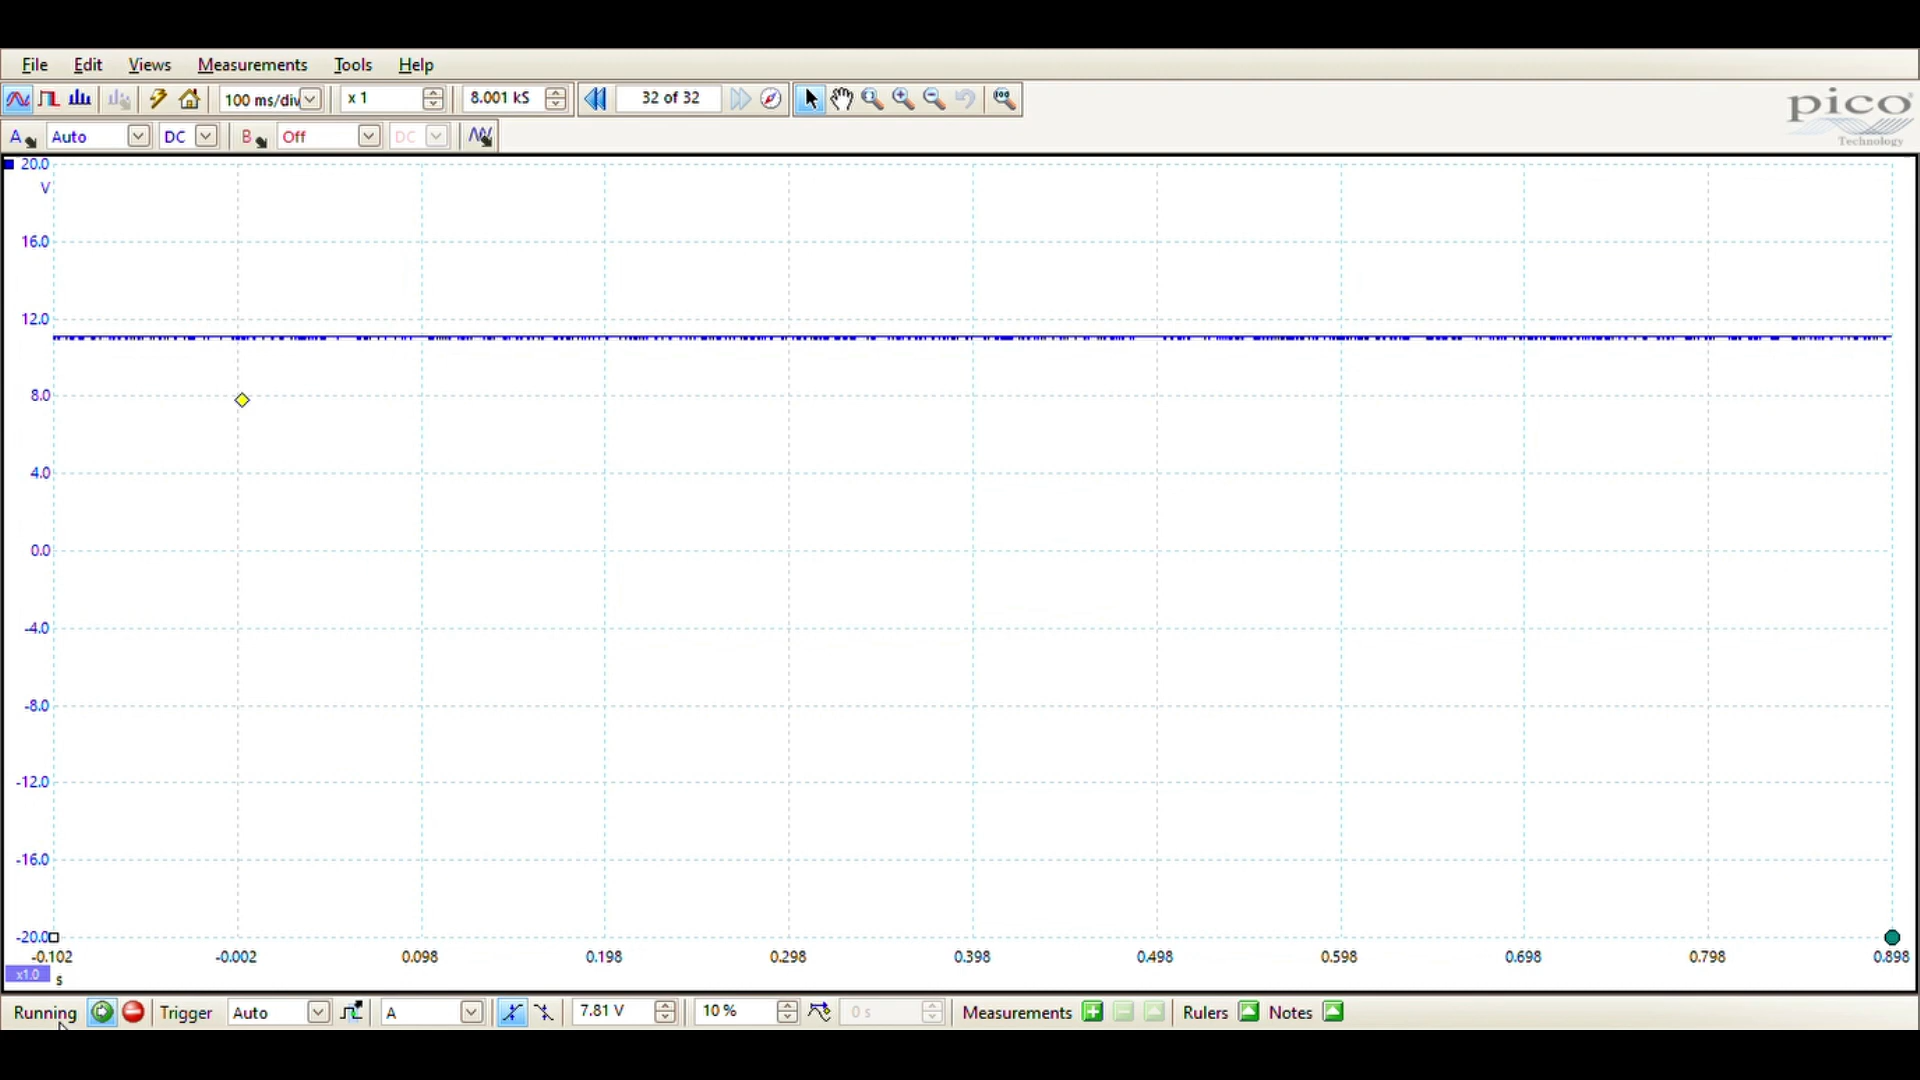 File Edit Views Measurements Tools Help
100 ms/div x 1 8.001 kS 32 of 32
pico
Technology
A Auto DC B Off DC
20.0
V
16.0
12.0
8.0
4.0
0.0
-4.0
-8.0
-12.0
-16.0
-20.0
-0.102 -0.002 0.098 0.198 0.298 0.398 0.498 0.598 0.698 0.798 0.898
x1.0 s
Running Trigger Auto A 7.81 V 10 % 0 s Measurements Rulers Notes